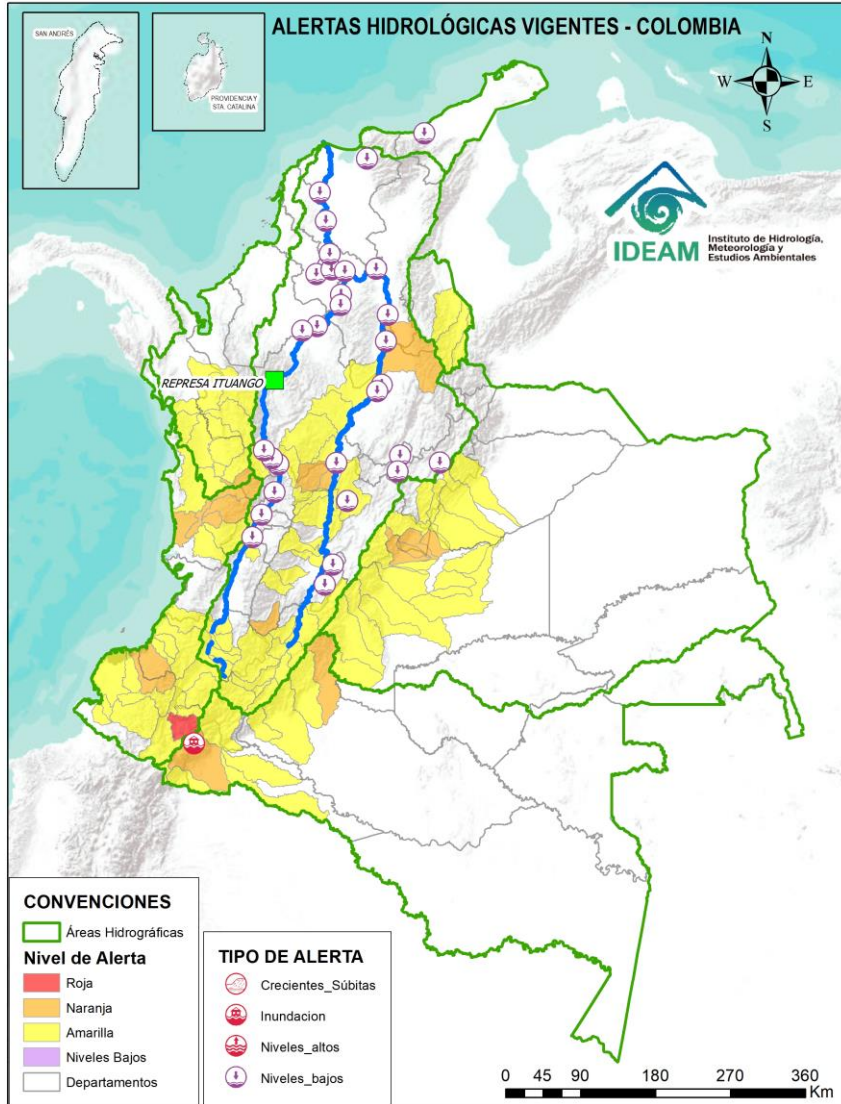 ALERTAS HIDROLÓGICAS VIGENTES - COLOMBIA
SAN ANDRÉS
PROVIDENCIA Y
STA. CATALINA
N
W E
S
IDEAM
Instituto de Hidrología,
Meteorología y
Estudios Ambientales
REPRESA ITUANGO
CONVENCIONES
Áreas Hidrográficas
Nivel de Alerta
Roja
Naranja
Amarilla
Niveles Bajos
Departamentos
TIPO DE ALERTA
Crecientes_Súbitas
Inundacion
Niveles_altos
Niveles_bajos
0 45 90 180 270 360
Km